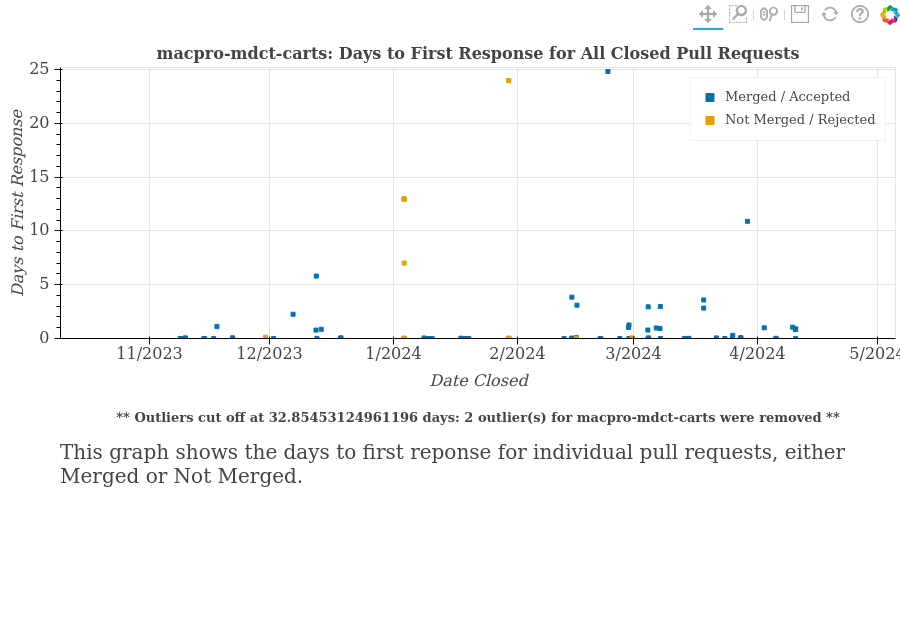 macpro-mdct-carts: Days to First Response for All Closed Pull Requests
25
20
15
10
5
0
Days to First Response
Merged / Accepted
Not Merged / Rejected
11/2023
12/2023
1/2024
2/2024
3/2024
4/2024
5/2024
Date Closed
** Outliers cut off at 32.85453124961196 days: 2 outlier(s) for macpro-mdct-carts were removed **
This graph shows the days to first reponse for individual pull requests, either
Merged or Not Merged.